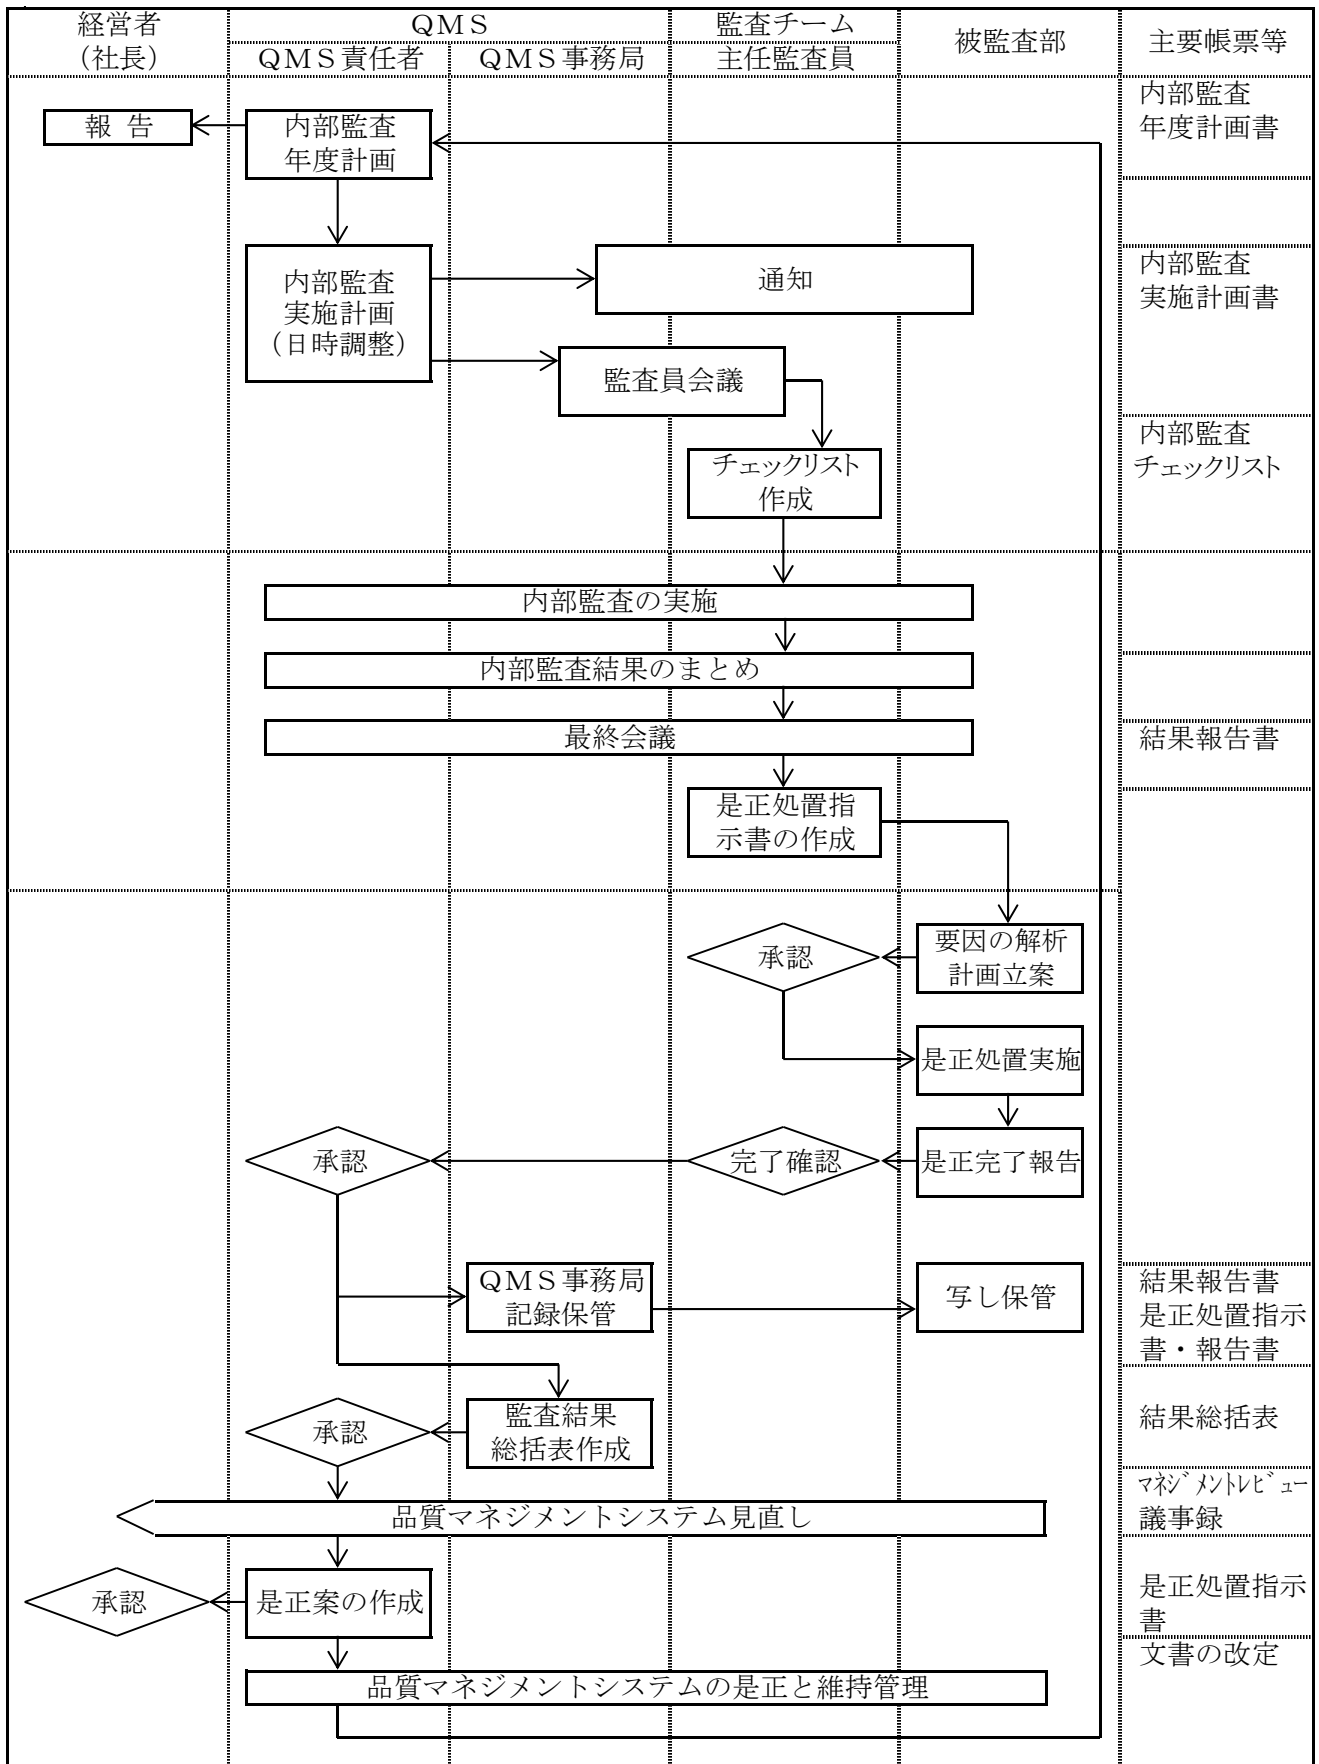 経営者
（社長）
ＱＭＳ
ＱＭＳ責任者
ＱＭＳ事務局
監査チーム
主任監査員
被監査部
主要帳票等
報 告
内部監査
年度計画
内部監査
年度計画書
内部監査
実施計画
（日時調整）
通知
内部監査
実施計画書
監査員会議
チェックリスト
作成
内部監査
チェックリスト
内部監査の実施
内部監査結果のまとめ
最終会議
結果報告書
是正処置指
示書の作成
承認
要因の解析
計画立案
是正処置実施
承認
完了確認
是正完了報告
ＱＭＳ事務局
記録保管
写し保管
結果報告書
是正処置指示
書・報告書
承認
監査結果
総括表作成
結果総括表
品質マネジメントシステム見直し
ﾏﾈｼﾞﾒﾝﾄﾚﾋﾞｭｰ
議事録
承認
是正案の作成
是正処置指示
書
品質マネジメントシステムの是正と維持管理
文書の改定